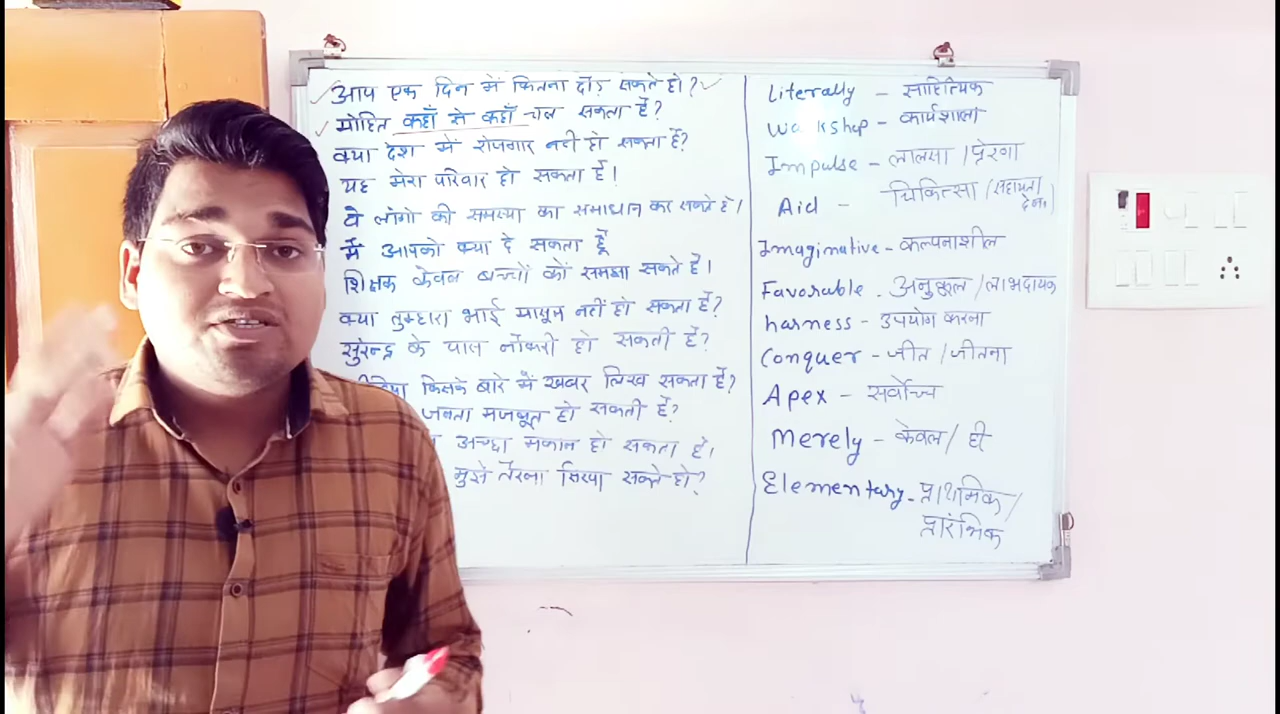 आप एक दिन में कितना दौड़ सकते हो?
मोहित कहाँ से कहाँ चल सकता है?
क्या देश में रोजगार नहीं हो सकता है?
यह मेरा परिवार हो सकता है।
वे लोगो की समस्या का समाधान कर सकते है।
मैं आपको क्या दे सकता हूँ
शिक्षक केवल बच्चों कों समझा सकते है।
क्या तुम्हारा भाई मायूस नहीं हो सकता है?
सुरेन्द्र के पास नौकरी हो सकती है?
किसके बारे में खबर लिख सकता है?
जनता मजबूत हो सकती है?
अच्छा मकान हो सकता है।
मुझे तैरना सिखा सकते हो?
Literally - साहित्यिक
Workshop - कार्यशाला
Impulse - लालसा / प्रेरणा
Aid - चिकित्सा (सहायता देना)
Imaginative - कल्पनाशील
Favorable - अनुकूल / लाभदायक
harness - उपयोग करना
Conquer - जीत / जीतना
Apex - सर्वोच्च
Merely - केवल / ही
Elementary - प्राथमिक /
प्रारंभिक